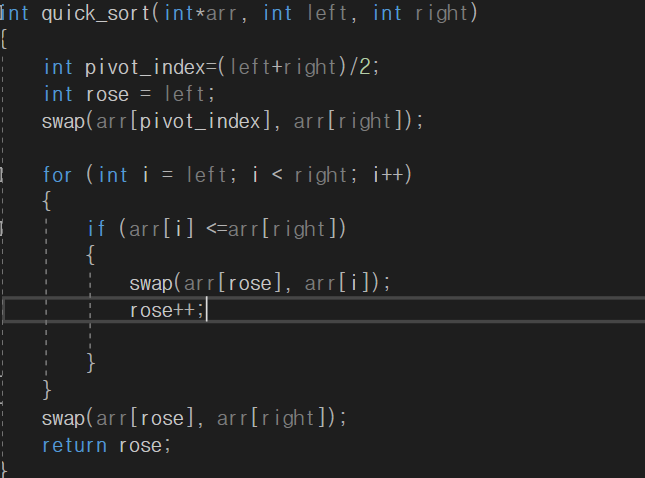 int quick_sort(int*arr, int left, int right)
{
int pivot_index=(left+right)/2;
int rose = left;
swap(arr[pivot_index], arr[right]);
for (int i = left; i < right; i++)
{
if (arr[i] <=arr[right])
{
swap(arr[rose], arr[i]);
rose++;
}
}
swap(arr[rose], arr[right]);
return rose;
}